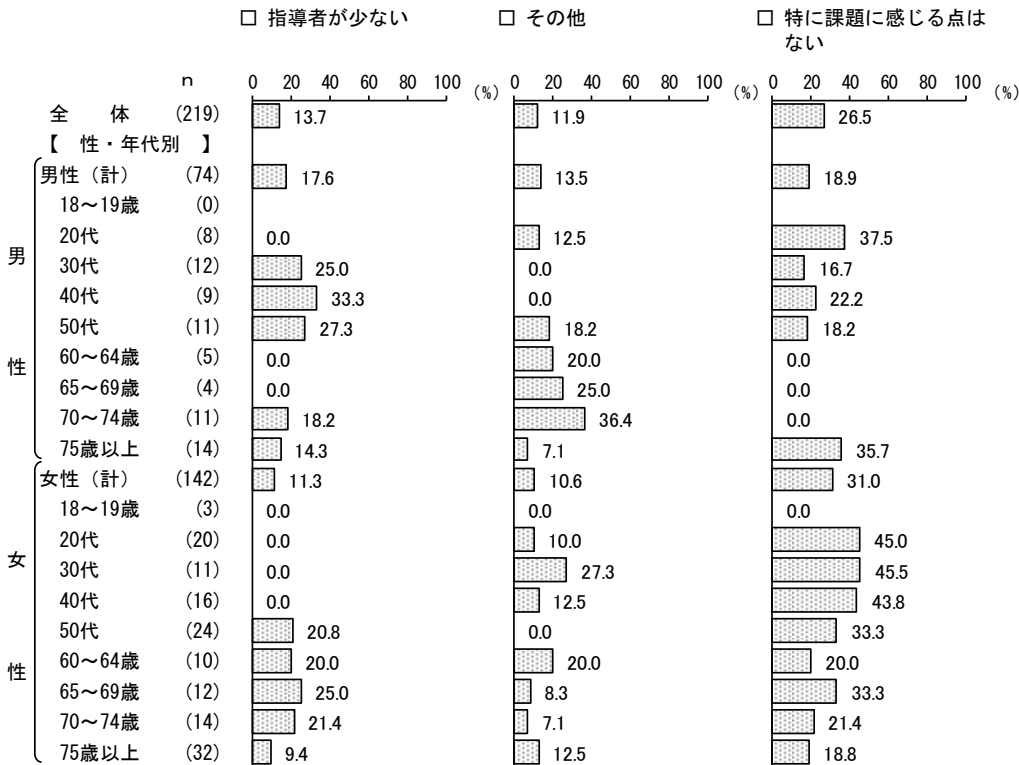 □ 指導者が少ない □ その他 □ 特に課題に感じる点は
ない
n 0 20 40 60 80 100 (%) 0 20 40 60 80 100 (%) 0 20 40 60 80 100 (%)
全 体 (219) 13.7 11.9 26.5
【 性・年代別 】
男性（計） (74) 17.6 13.5 18.9
18～19歳 (0)
20代 (8) 0.0 12.5 37.5
男
30代 (12) 25.0 0.0 16.7
40代 (9) 33.3 0.0 22.2
50代 (11) 27.3 18.2 18.2
60～64歳 (5) 0.0 20.0 0.0
性
65～69歳 (4) 0.0 25.0 0.0
70～74歳 (11) 18.2 36.4 0.0
75歳以上 (14) 14.3 7.1 35.7
女性（計） (142) 11.3 10.6 31.0
18～19歳 (3) 0.0 0.0 0.0
20代 (20) 0.0 10.0 45.0
女
30代 (11) 0.0 27.3 45.5
40代 (16) 0.0 12.5 43.8
50代 (24) 20.8 0.0 33.3
60～64歳 (10) 20.0 20.0 20.0
性
65～69歳 (12) 25.0 8.3 33.3
70～74歳 (14) 21.4 7.1 21.4
75歳以上 (32) 9.4 12.5 18.8